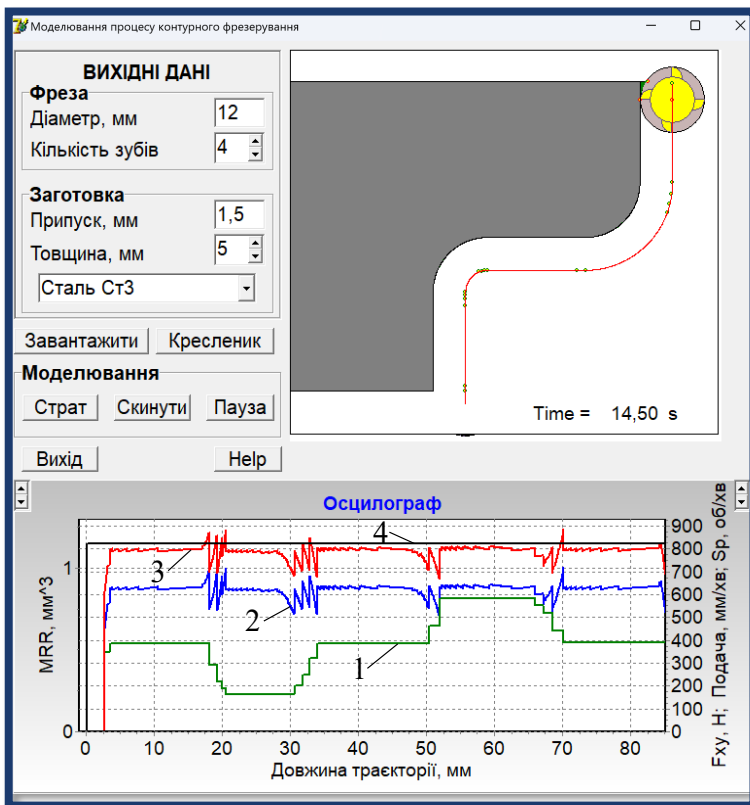 Моделювання процесу контурного фрезерування
ВИХІДНІ ДАНІ
Фреза
Діаметр, мм 12
Кількість зубів 4
Заготовка
Припуск, мм 1,5
Товщина, мм 5
Сталь Ст3
Завантажити Кресленик
Моделювання
Страт Скинути Пауза
Вихід Help
Time = 14,50 s
Осцилограф
MRR, мм^3
1
0
4
3
2
1
900
800
700
600
500
400
300
200
100
0
Fxy, Н; Подача, мм/хв; Sp, об/хв
0 10 20 30 40 50 60 70 80
Довжина траєкторії, мм